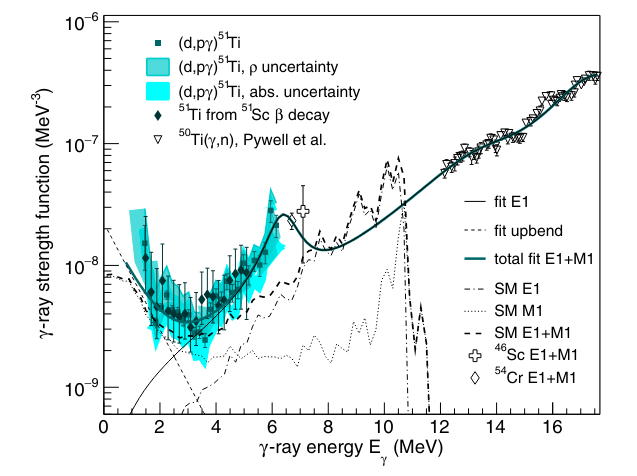 10⁻⁶
10⁻⁷
10⁻⁸
10⁻⁹
γ-ray strength function (MeV⁻³)
(d,pγ)⁵¹Ti
(d,pγ)⁵¹Ti, ρ uncertainty
(d,pγ)⁵¹Ti, abs. uncertainty
⁵¹Ti from ⁵¹Sc β decay
⁵⁰Ti(γ,n), Pywell et al.
fit E1
fit upbend
total fit E1+M1
SM E1
SM M1
SM E1+M1
⁴⁶Sc E1+M1
⁵⁴Cr E1+M1
0 2 4 6 8 10 12 14 16
γ-ray energy Eᵧ (MeV)